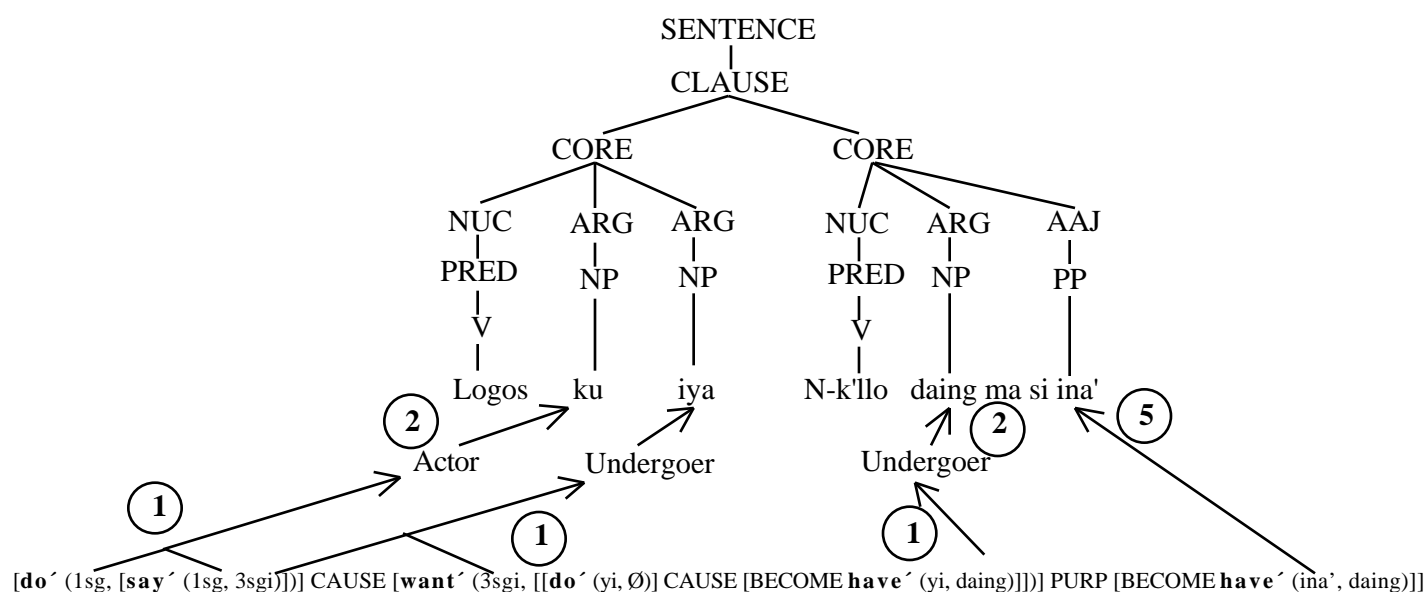 SENTENCE
CLAUSE
CORE CORE
NUC ARG ARG NUC ARG AAJ
PRED NP NP PRED NP PP
V V
Logos ku iya N-k'llo daing ma si ina'
2 2 5
Actor Undergoer Undergoer
1 1 1
[do´ (1sg, [say´ (1sg, 3sgi)])] CAUSE [want´ (3sgi, [[do´ (yi, Ø)] CAUSE [BECOME have´ (yi, daing)]])] PURP [BECOME have´ (ina’, daing)]]